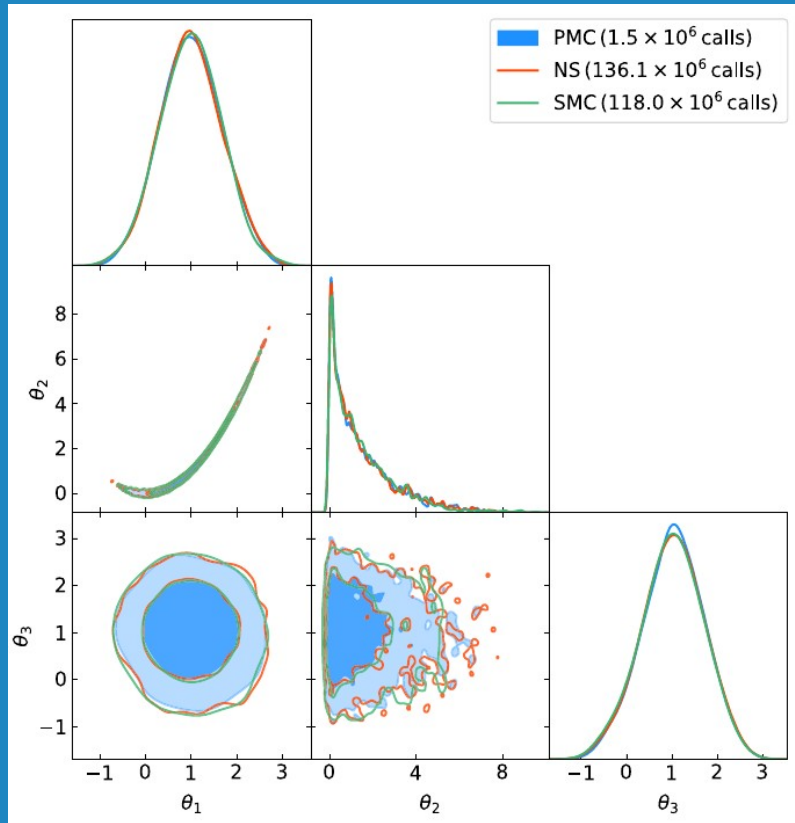 PMC (1.5 × 10⁶ calls)
NS (136.1 × 10⁶ calls)
SMC (118.0 × 10⁶ calls)
8
6
4
2
0
θ₂
3
2
1
0
−1
θ₃
−1 0 1 2 3
θ₁
0 4 8
θ₂
−1 0 1 2 3
θ₃